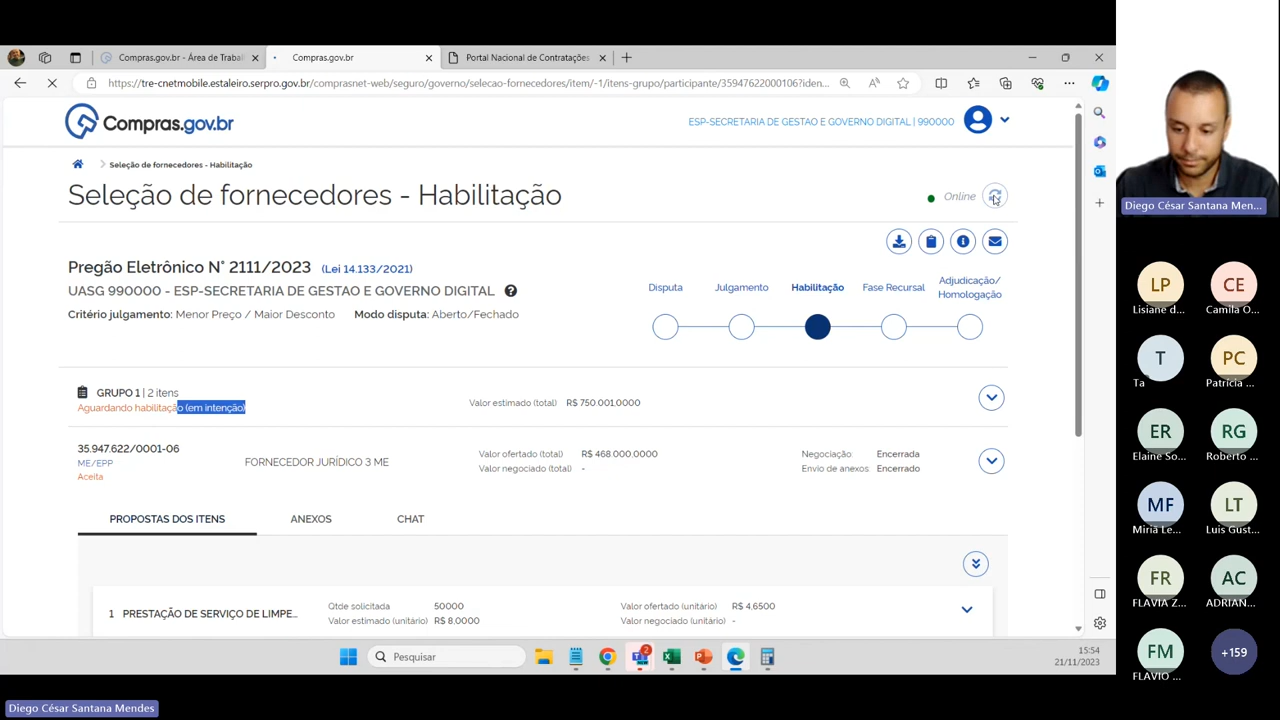 Compras.gov.br - Área de Trabal
Compras.gov.br
Portal Nacional de Contratações
https://tre-cnetmobile.estaleiro.serpro.gov.br/comprasnet-web/seguro/governo/selecao-fornecedores/item/-1/itens-grupo/participante/35947622000106?iden...
Compras.gov.br
ESP-SECRETARIA DE GESTAO E GOVERNO DIGITAL | 990000
Seleção de fornecedores - Habilitação
Seleção de fornecedores - Habilitação
Online
Pregão Eletrônico N° 2111/2023 (Lei 14.133/2021)
UASG 990000 - ESP-SECRETARIA DE GESTAO E GOVERNO DIGITAL
Critério julgamento: Menor Preço / Maior Desconto Modo disputa: Aberto/Fechado
Disputa
Julgamento
Habilitação
Fase Recursal
Adjudicação/
Homologação
GRUPO 1 | 2 itens
Aguardando habilitação (em intenção)
Valor estimado (total) R$ 750.001,0000
35.947.622/0001-06
ME/EPP
Aceita
FORNECEDOR JURÍDICO 3 ME
Valor ofertado (total) R$ 468.000,0000
Valor negociado (total) -
Negociação: Encerrada
Envio de anexos: Encerrado
PROPOSTAS DOS ITENS
ANEXOS
CHAT
1 PRESTAÇÃO DE SERVIÇO DE LIMPE...
Qtde solicitada 50000
Valor estimado (unitário) R$ 8,0000
Valor ofertado (unitário) R$ 4,6500
Valor negociado (unitário) -
Pesquisar
2
15:54
21/11/2023
Diego César Santana Men...
LP
Lisiane d...
CE
Camila O...
T
Ta
PC
Patrícia ...
ER
Elaine So...
RG
Roberto ...
MF
Miriã Le...
LT
Luis Gust...
FR
FLAVIA Z...
AC
ADRIAN...
FM
FLAVIO ...
+159
Diego César Santana Mendes